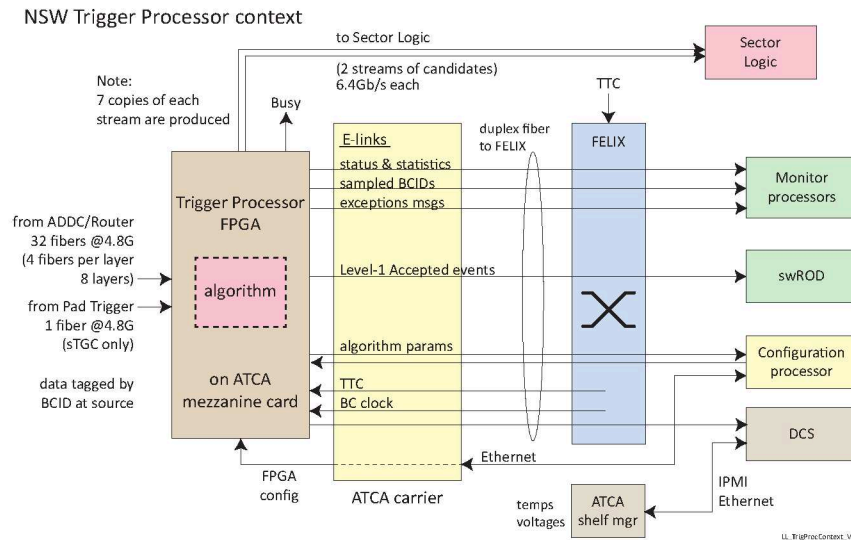 NSW Trigger Processor context
to Sector Logic
(2 streams of candidates)
6.4Gb/s each
Sector
Logic
Note:
7 copies of each
stream are produced
Busy
TTC
E-links
duplex fiber
to FELIX
FELIX
status & statistics
sampled BCIDs
exceptions msgs
Monitor
processors
Trigger Processor
FPGA
from ADDC/Router
32 fibers @4.8G
(4 fibers per layer
8 layers)
algorithm
Level-1 Accepted events
swROD
from Pad Trigger
1 fiber @4.8G
(sTGC only)
algorithm params
Configuration
processor
data tagged by
BCID at source
on ATCA
mezzanine card
TTC
BC clock
DCS
Ethernet
FPGA
config
ATCA carrier
IPMI
Ethernet
temps
voltages
ATCA
shelf mgr
LL_TrigProcContext_V